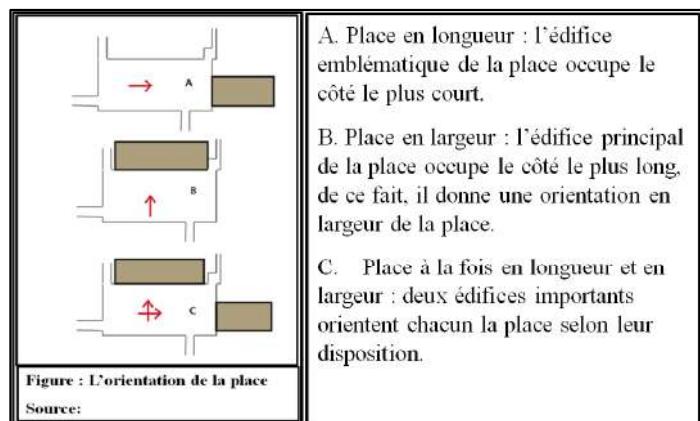 A
B
C
Figure : L'orientation de la place
Source:
A. Place en longueur : l'édifice
emblématique de la place occupe le
côté le plus court.
B. Place en largeur : l'édifice principal
de la place occupe le côté le plus long,
de ce fait, il donne une orientation en
largeur de la place.
C. Place à la fois en longueur et en
largeur : deux édifices importants
orientent chacun la place selon leur
disposition.